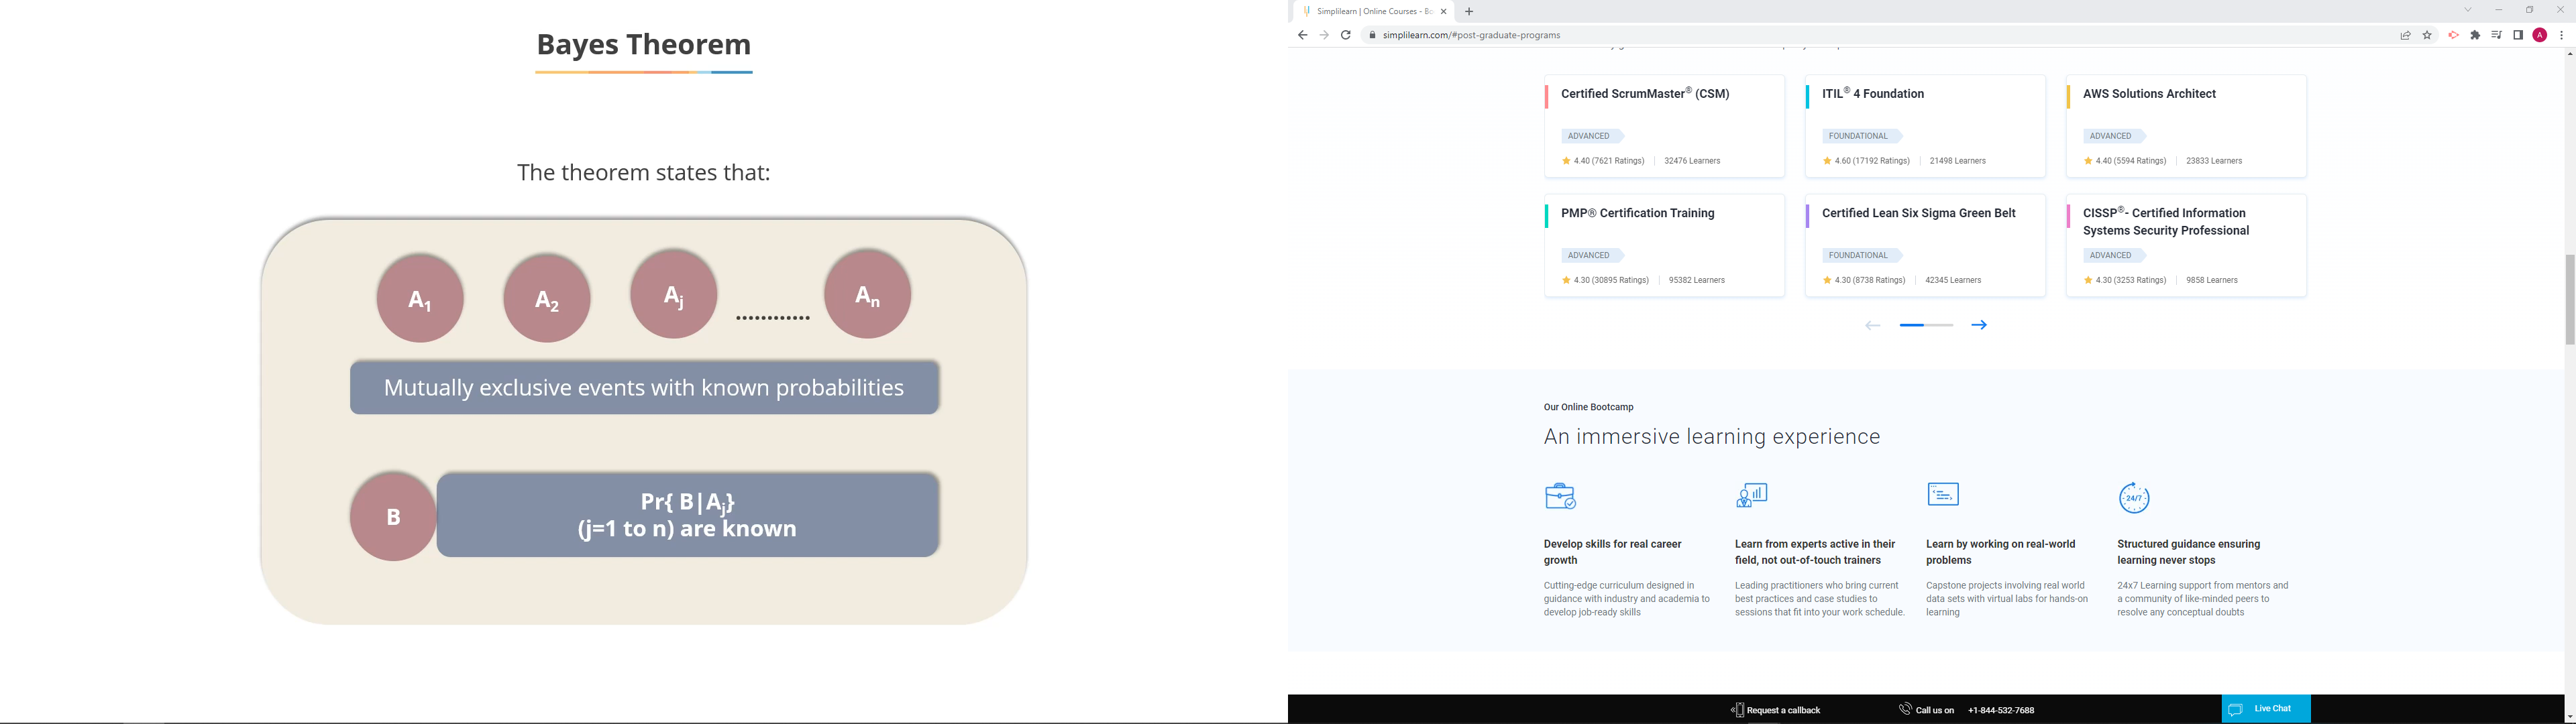 Bayes Theorem
The theorem states that:
A1
A2
Aj
............
An
Mutually exclusive events with known probabilities
B
Pr{ B|Aj}
(j=1 to n) are known
Simplilearn | Online Courses - Bo
simplilearn.com/#post-graduate-programs
A
Certified ScrumMaster® (CSM)
ADVANCED
4.40 (7621 Ratings)
32476 Learners
ITIL® 4 Foundation
FOUNDATIONAL
4.60 (17192 Ratings)
21498 Learners
AWS Solutions Architect
ADVANCED
4.40 (5594 Ratings)
23833 Learners
PMP® Certification Training
ADVANCED
4.30 (30895 Ratings)
95382 Learners
Certified Lean Six Sigma Green Belt
FOUNDATIONAL
4.30 (8738 Ratings)
42345 Learners
CISSP®- Certified Information
Systems Security Professional
ADVANCED
4.30 (3253 Ratings)
9858 Learners
Our Online Bootcamp
An immersive learning experience
Develop skills for real career
growth
Cutting-edge curriculum designed in
guidance with industry and academia to
develop job-ready skills
Learn from experts active in their
field, not out-of-touch trainers
Leading practitioners who bring current
best practices and case studies to
sessions that fit into your work schedule.
Learn by working on real-world
problems
Capstone projects involving real world
data sets with virtual labs for hands-on
learning
24/7
Structured guidance ensuring
learning never stops
24x7 Learning support from mentors and
a community of like-minded peers to
resolve any conceptual doubts
Request a callback
Call us on
+1-844-532-7688
Live Chat